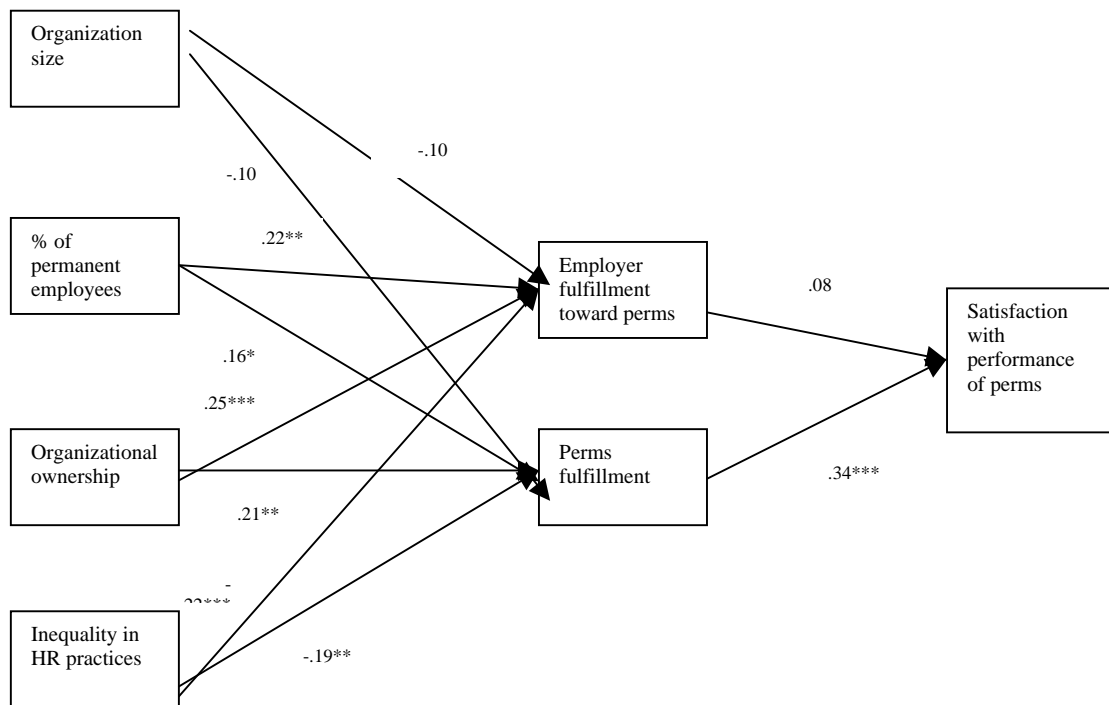 Organization
size
-.10
-.10
% of
permanent
employees
.22**
Employer
fulfillment
toward perms
.08
Satisfaction
with
performance
of perms
.16*
.25***
Organizational
ownership
Perms
fulfillment
.34***
.21**
-
Inequality in
HR practices
-.19**